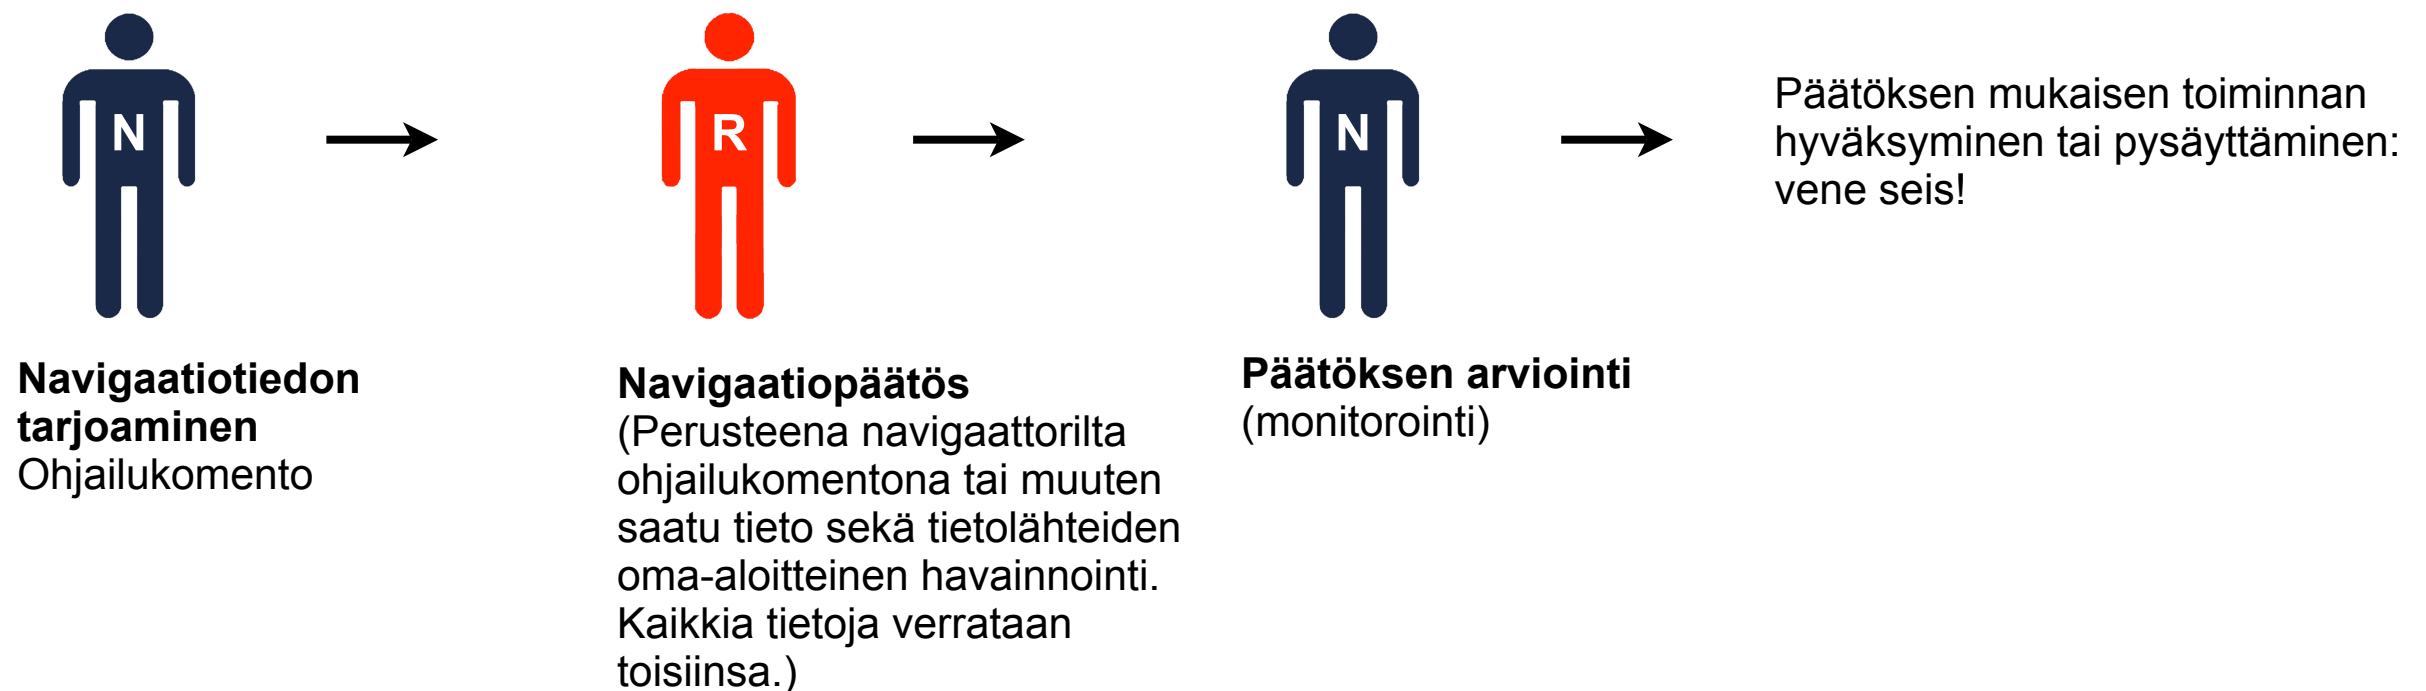 N
R
N
Päätöksen mukaisen toiminnan
hyväksyminen tai pysäyttäminen:
vene seis!
Navigaatiotiedon
tarjoaminen
Ohjailukomento
Navigaatiopäätös
(Perusteena navigaattorilta
ohjailukomentona tai muuten
saatu tieto sekä tietolähteiden
oma-aloitteinen havainnointi.
Kaikkia tietoja verrataan
toisiinsa.)
Päätöksen arviointi
(monitorointi)